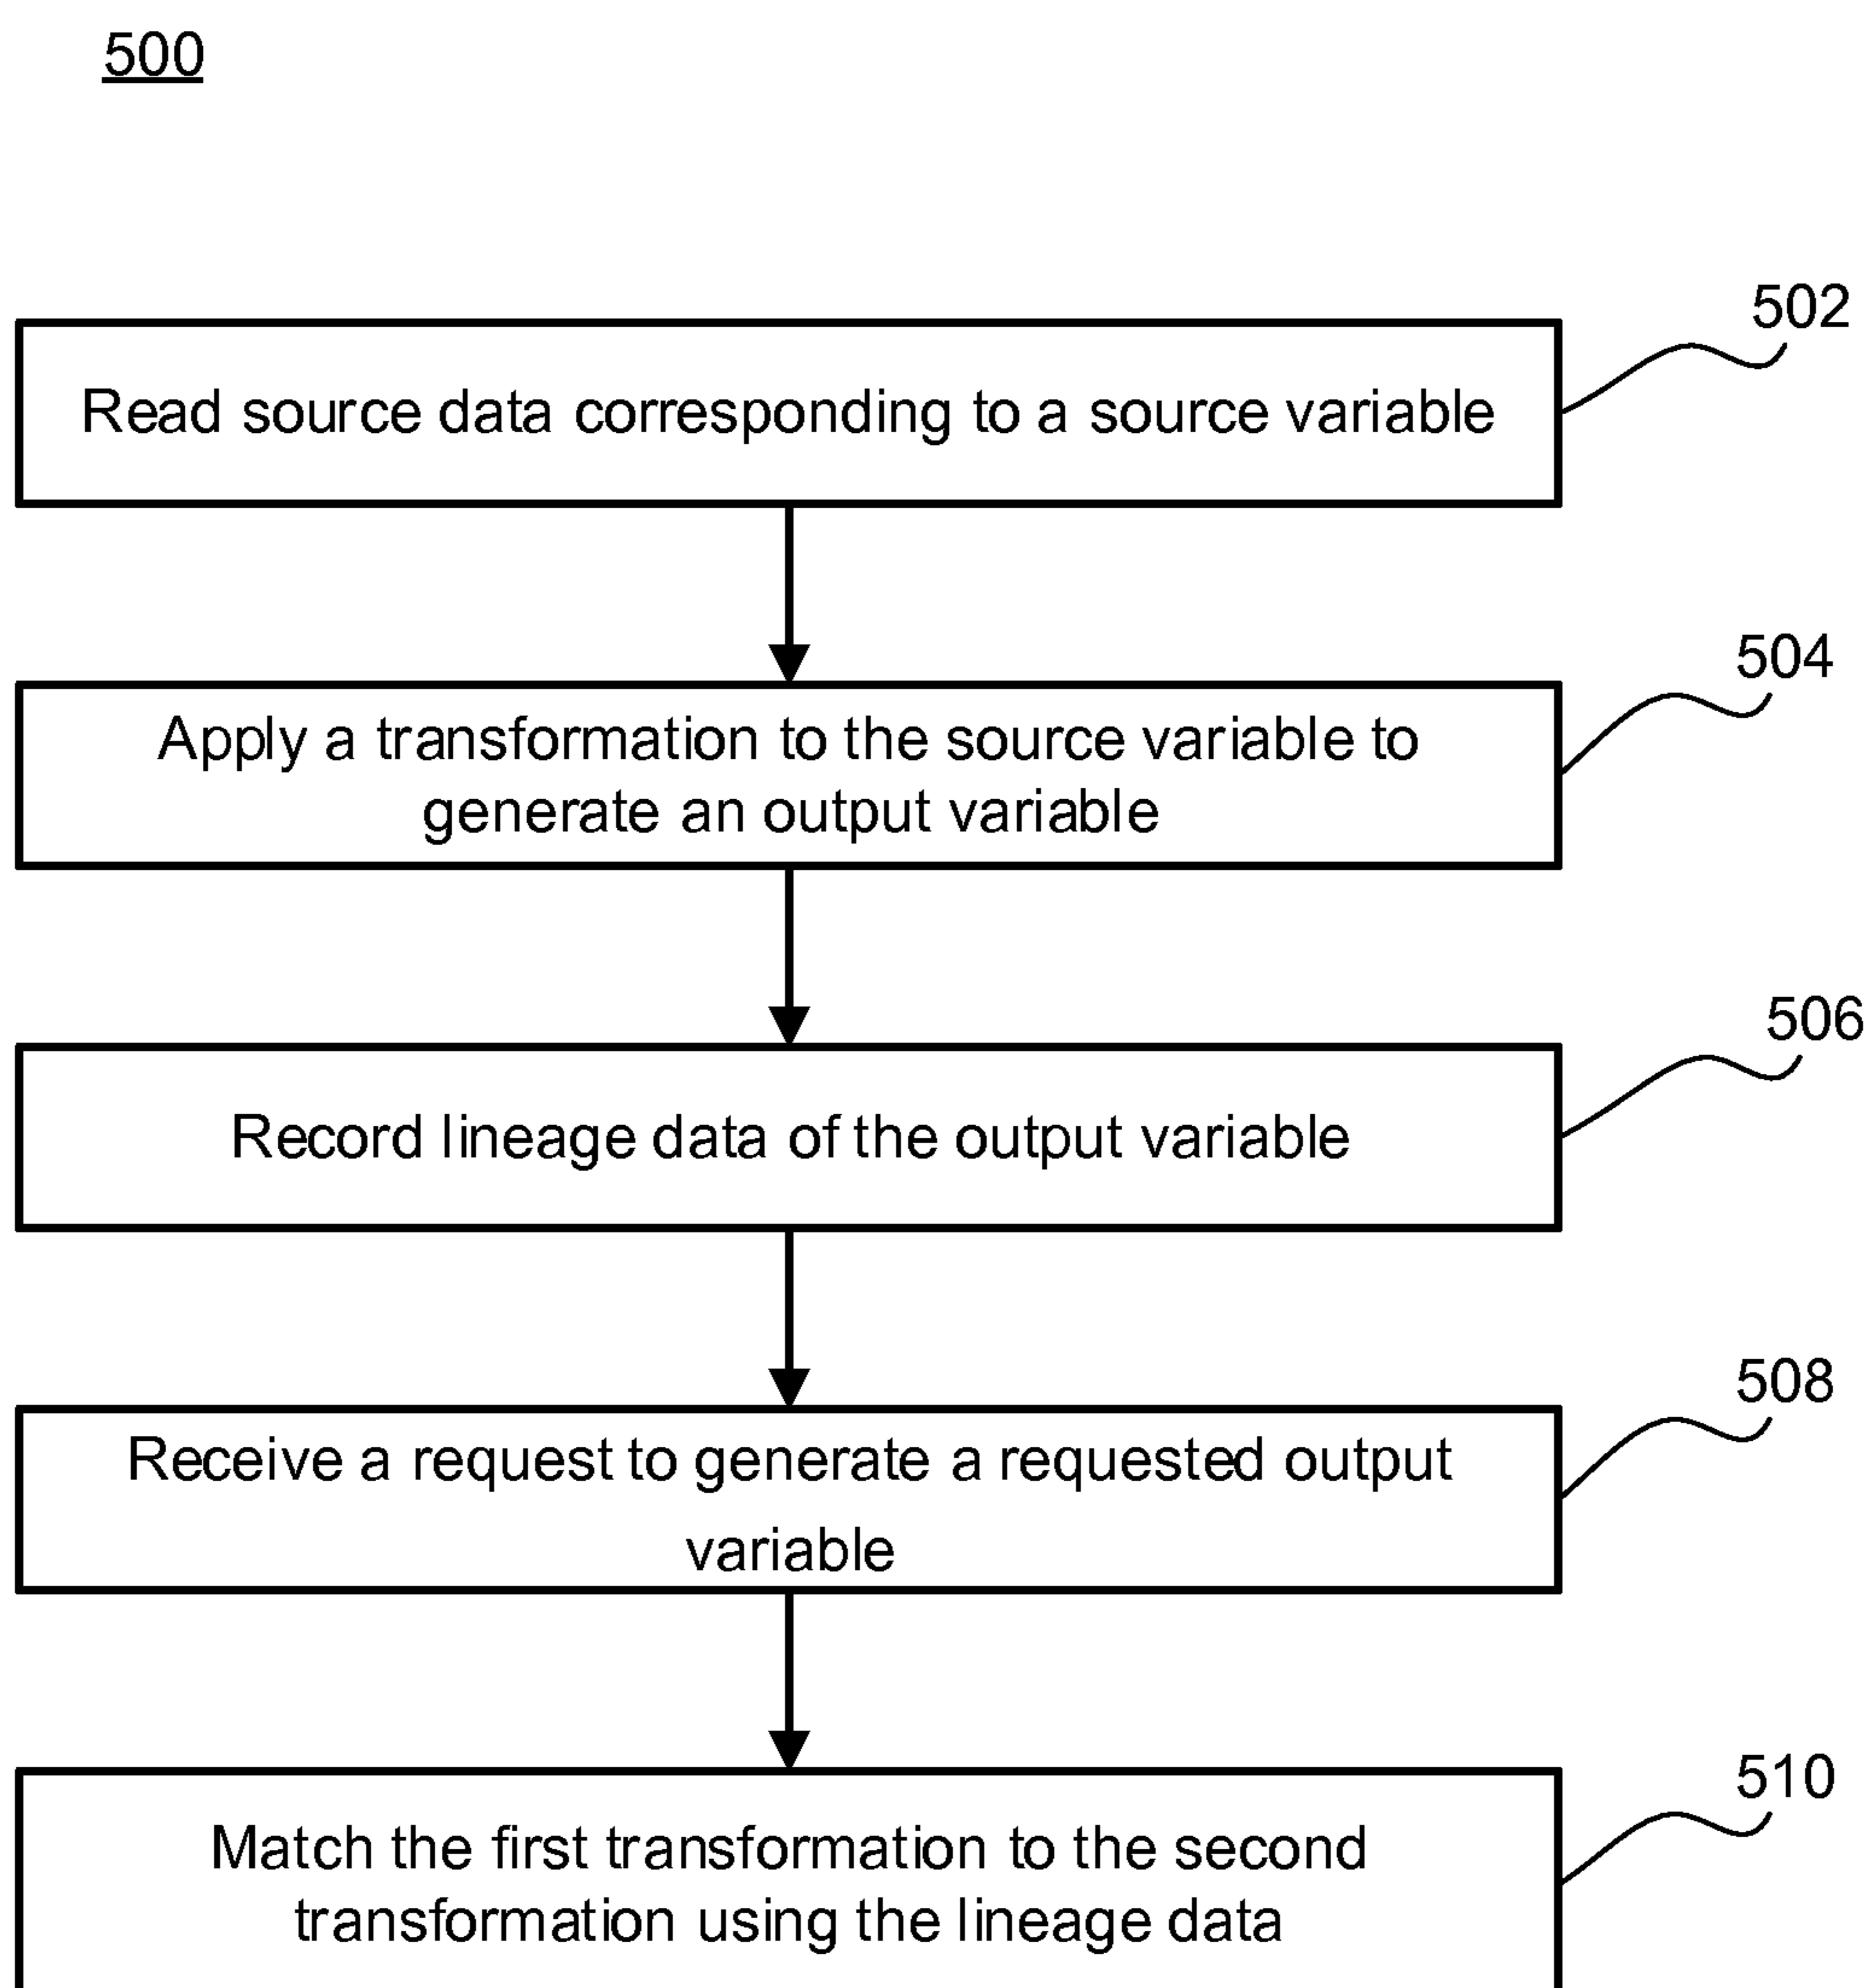 500
502
Read source data corresponding to a source variable
504
Apply a transformation to the source variable to
generate an output variable
506
Record lineage data of the output variable
508
Receive a request to generate a requested output
variable
510
Match the first transformation to the second
transformation using the lineage data